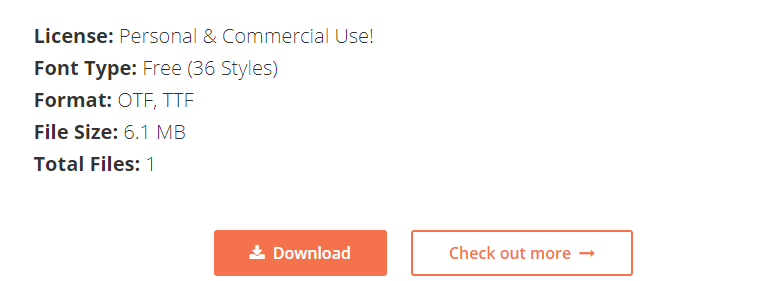 License: Personal & Commercial Use!
Font Type: Free (36 Styles)
Format: OTF, TTF
File Size: 6.1 MB
Total Files: 1
Download
Check out more →